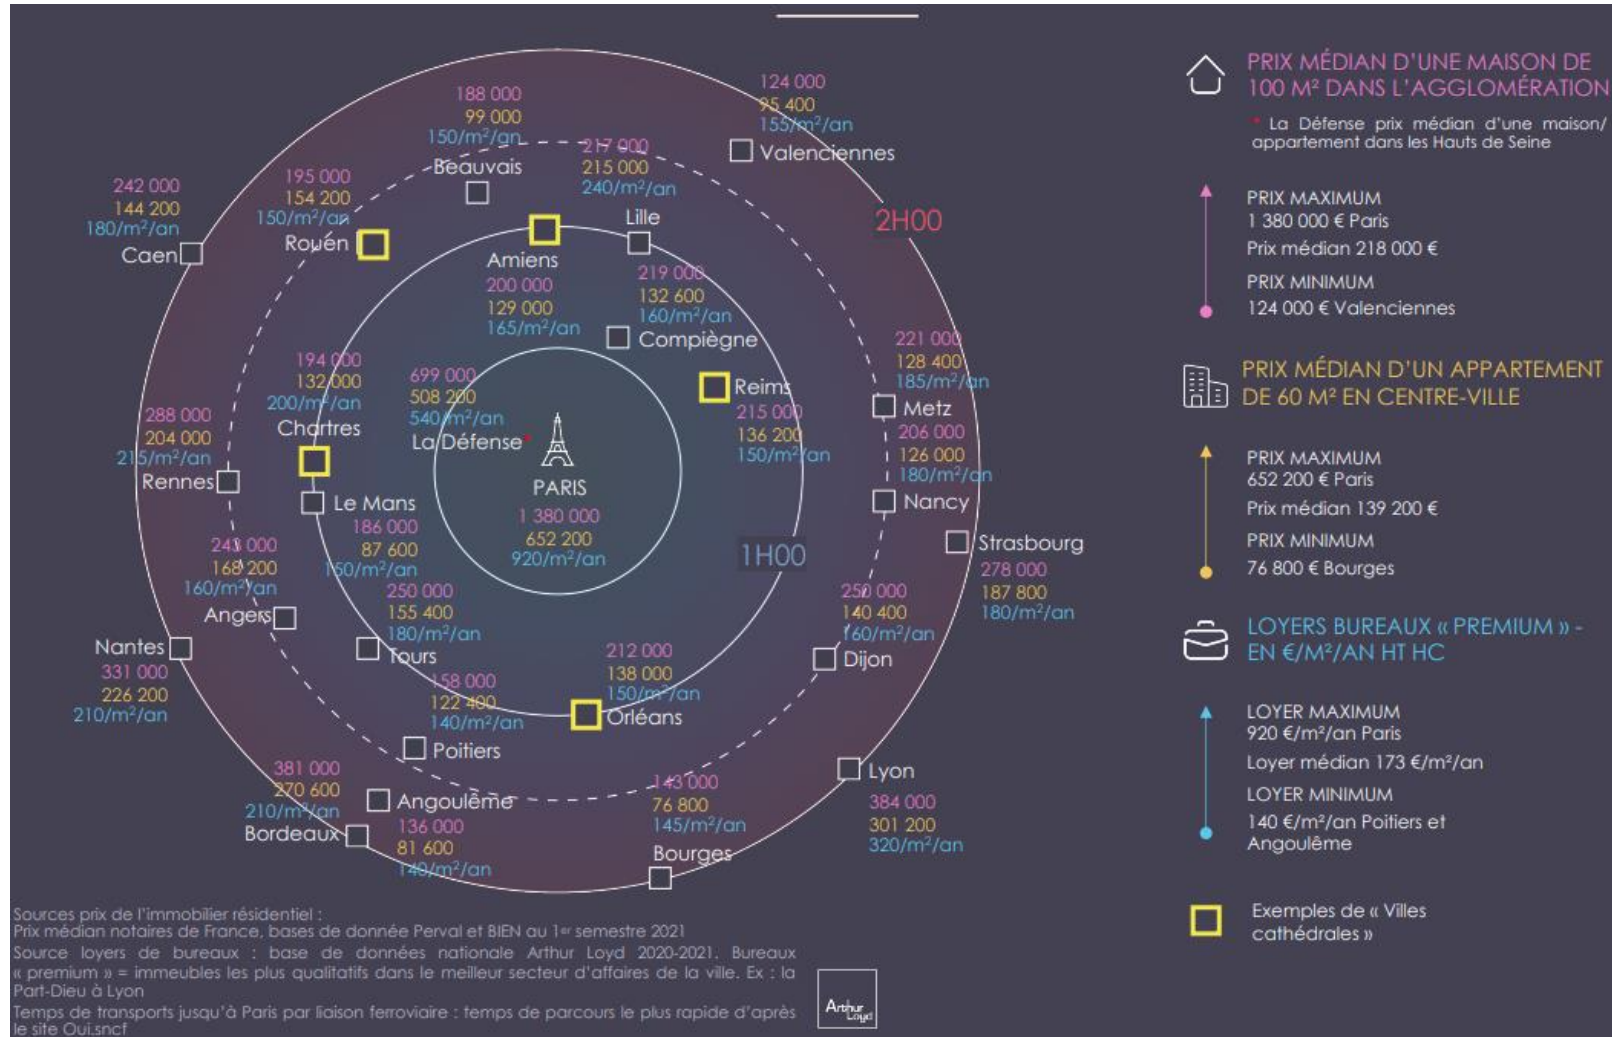 188 000
99 000
150/m²/an
Beauvais
124 000
95 400
155/m²/an
Valenciennes
217 000
215 000
240/m²/an
Lille
195 000
154 200
150/m²/an
Rouen
242 000
144 200
180/m²/an
Caen
2H00
Amiens
200 000
129 000
165/m²/an
219 000
132 600
160/m²/an
Compiègne
194 000
132 000
200/m²/an
Chartres
699 000
508 200
540/m²/an
La Défense*
Reims
215 000
136 200
150/m²/an
221 000
128 400
185/m²/an
Metz
206 000
126 000
180/m²/an
Nancy
288 000
204 000
215/m²/an
Rennes
Le Mans
186 000
87 600
150/m²/an
PARIS
1 380 000
652 200
920/m²/an
1H00
Strasbourg
278 000
187 800
180/m²/an
243 000
168 200
160/m²/an
Angers
250 000
155 400
180/m²/an
Tours
250 000
140 400
160/m²/an
Dijon
Nantes
331 000
226 200
210/m²/an
212 000
138 000
150/m²/an
Orléans
158 000
122 400
140/m²/an
Poitiers
381 000
270 600
210/m²/an
Bordeaux
Angoulême
136 000
81 600
140/m²/an
143 000
76 800
145/m²/an
Bourges
Lyon
384 000
301 200
320/m²/an
PRIX MÉDIAN D'UNE MAISON DE
100 M² DANS L'AGGLOMÉRATION
* La Défense prix médian d'une maison/
appartement dans les Hauts de Seine
PRIX MAXIMUM
1 380 000 € Paris
Prix médian 218 000 €
PRIX MINIMUM
124 000 € Valenciennes
PRIX MÉDIAN D'UN APPARTEMENT
DE 60 M² EN CENTRE-VILLE
PRIX MAXIMUM
652 200 € Paris
Prix médian 139 200 €
PRIX MINIMUM
76 800 € Bourges
LOYERS BUREAUX « PREMIUM » -
EN €/M²/AN HT HC
LOYER MAXIMUM
920 €/m²/an Paris
Loyer médian 173 €/m²/an
LOYER MINIMUM
140 €/m²/an Poitiers et
Angoulême
Exemples de « Villes
cathédrales »
Sources prix de l'immobilier résidentiel :
Prix médian notaires de France, bases de donnée Perval et BIEN au 1er semestre 2021
Source loyers de bureaux : base de données nationale Arthur Loyd 2020-2021. Bureaux
« premium » = immeubles les plus qualitatifs dans le meilleur secteur d'affaires de la ville. Ex : la
Part-Dieu à Lyon
Temps de transports jusqu'à Paris par liaison ferroviaire : temps de parcours le plus rapide d'après
le site Oui.sncf
Arthur
Loyd